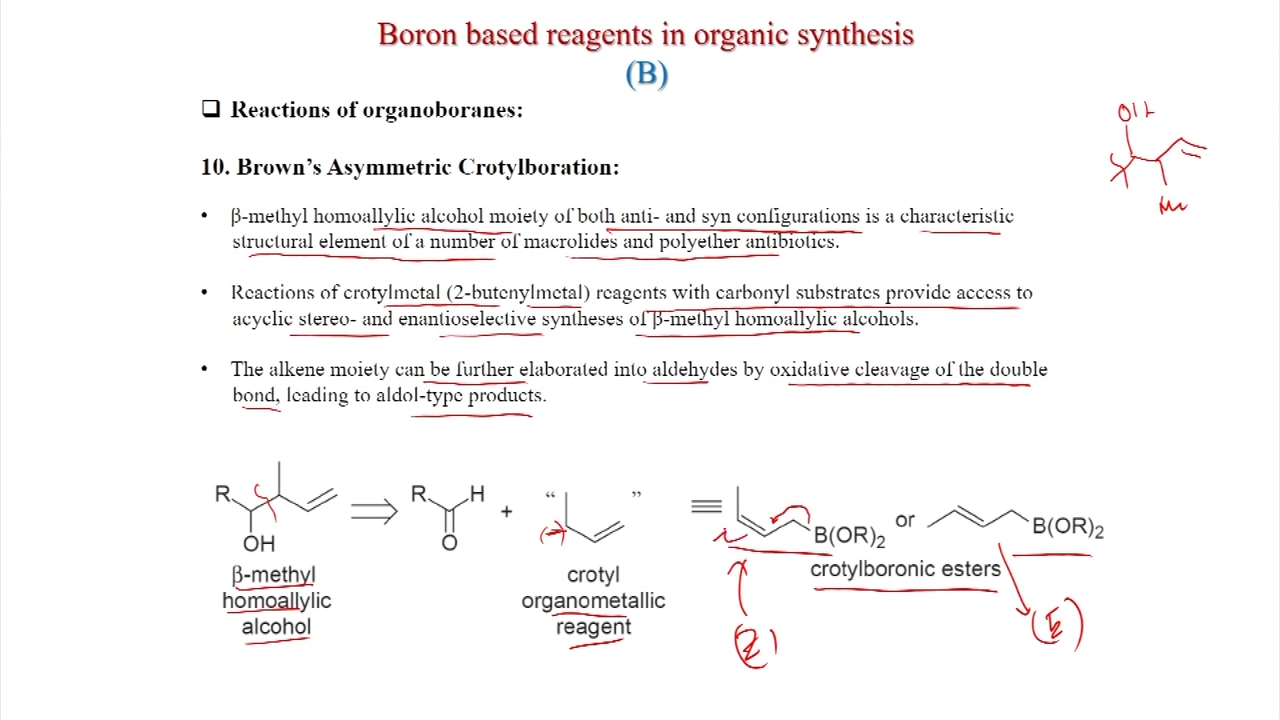 Boron based reagents in organic synthesis
(B)
❑ Reactions of organoboranes:
OH
10. Brown’s Asymmetric Crotylboration:
Me
• β-methyl homoallylic alcohol moiety of both anti- and syn configurations is a characteristic
structural element of a number of macrolides and polyether antibiotics.
• Reactions of crotylmetal (2-butenylmetal) reagents with carbonyl substrates provide access to
acyclic stereo- and enantioselective syntheses of β-methyl homoallylic alcohols.
• The alkene moiety can be further elaborated into aldehydes by oxidative cleavage of the double
bond, leading to aldol-type products.
R OH
R H O
+
“ ”
(-)
B(OR)2
or
B(OR)2
β-methyl
homoallylic
alcohol
crotyl
organometallic
reagent
crotylboronic esters
(Z)
(E)